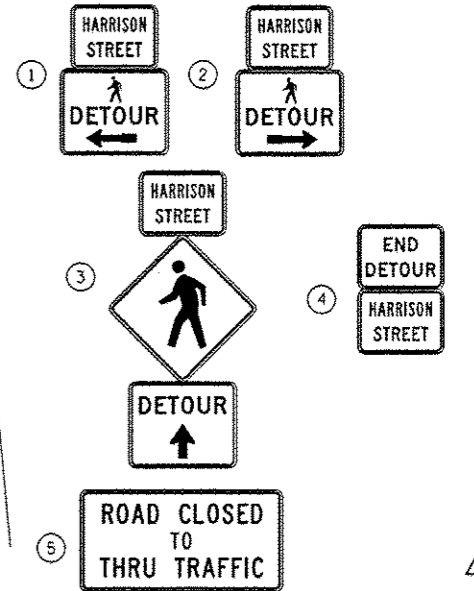 HARRISON
STREET
1
DETOUR
HARRISON
STREET
2
DETOUR
HARRISON
STREET
3
DETOUR
END
DETOUR
4
HARRISON
STREET
5
ROAD CLOSED
TO
THRU TRAFFIC